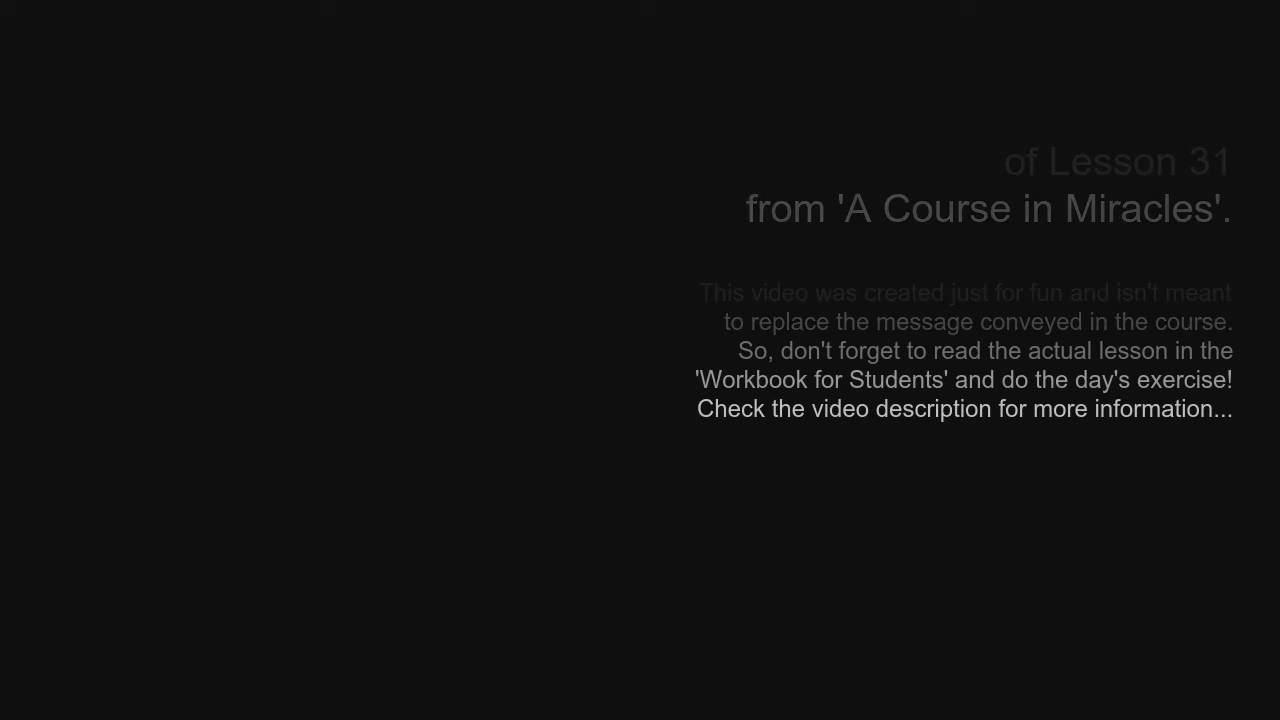 of Lesson 31
from 'A Course in Miracles'.
This video was created just for fun and isn't meant
to replace the message conveyed in the course.
So, don't forget to read the actual lesson in the
'Workbook for Students' and do the day's exercise!
Check the video description for more information...